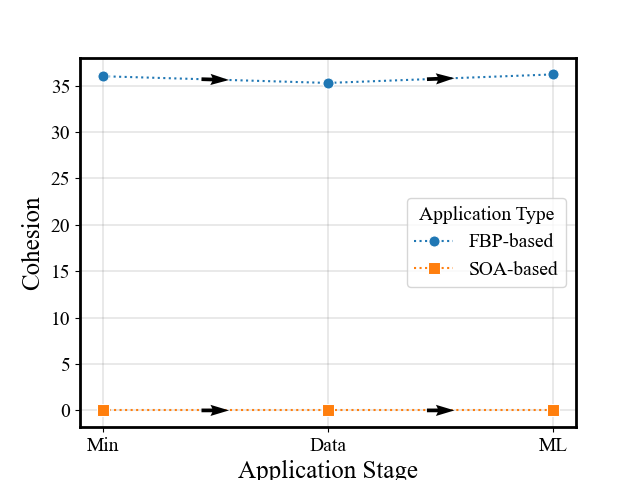 35
30
25
20
15
10
5
0
Cohesion
Application Type
FBP-based
SOA-based
Min Data ML
Application Stage